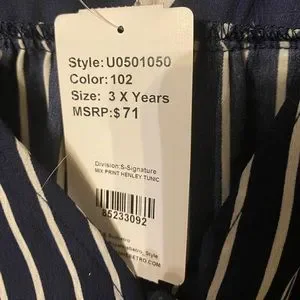 Style:U0501050
Color:102
Size: 3 X Years
MSRP:$71
Division:S-Signature
MIX PRINT HENLEY TUNIC
85233092